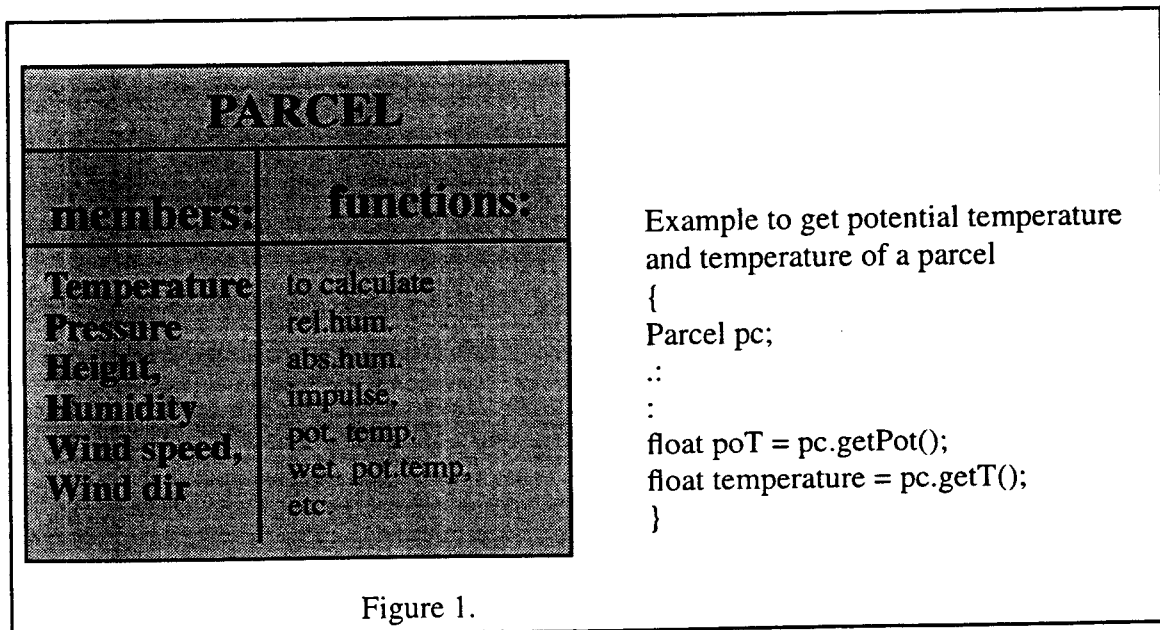 PARCEL
members:
functions:
Temperature
Pressure
Height,
Humidity
Wind speed,
Wind dir
to calculate
rel.hum.
abs.hum.
impulse,
pot. temp.
wet. pot.temp,
etc.
Example to get potential temperature
and temperature of a parcel
{
Parcel pc;
.:
:
float poT = pc.getPot();
float temperature = pc.getT();
}
Figure 1.